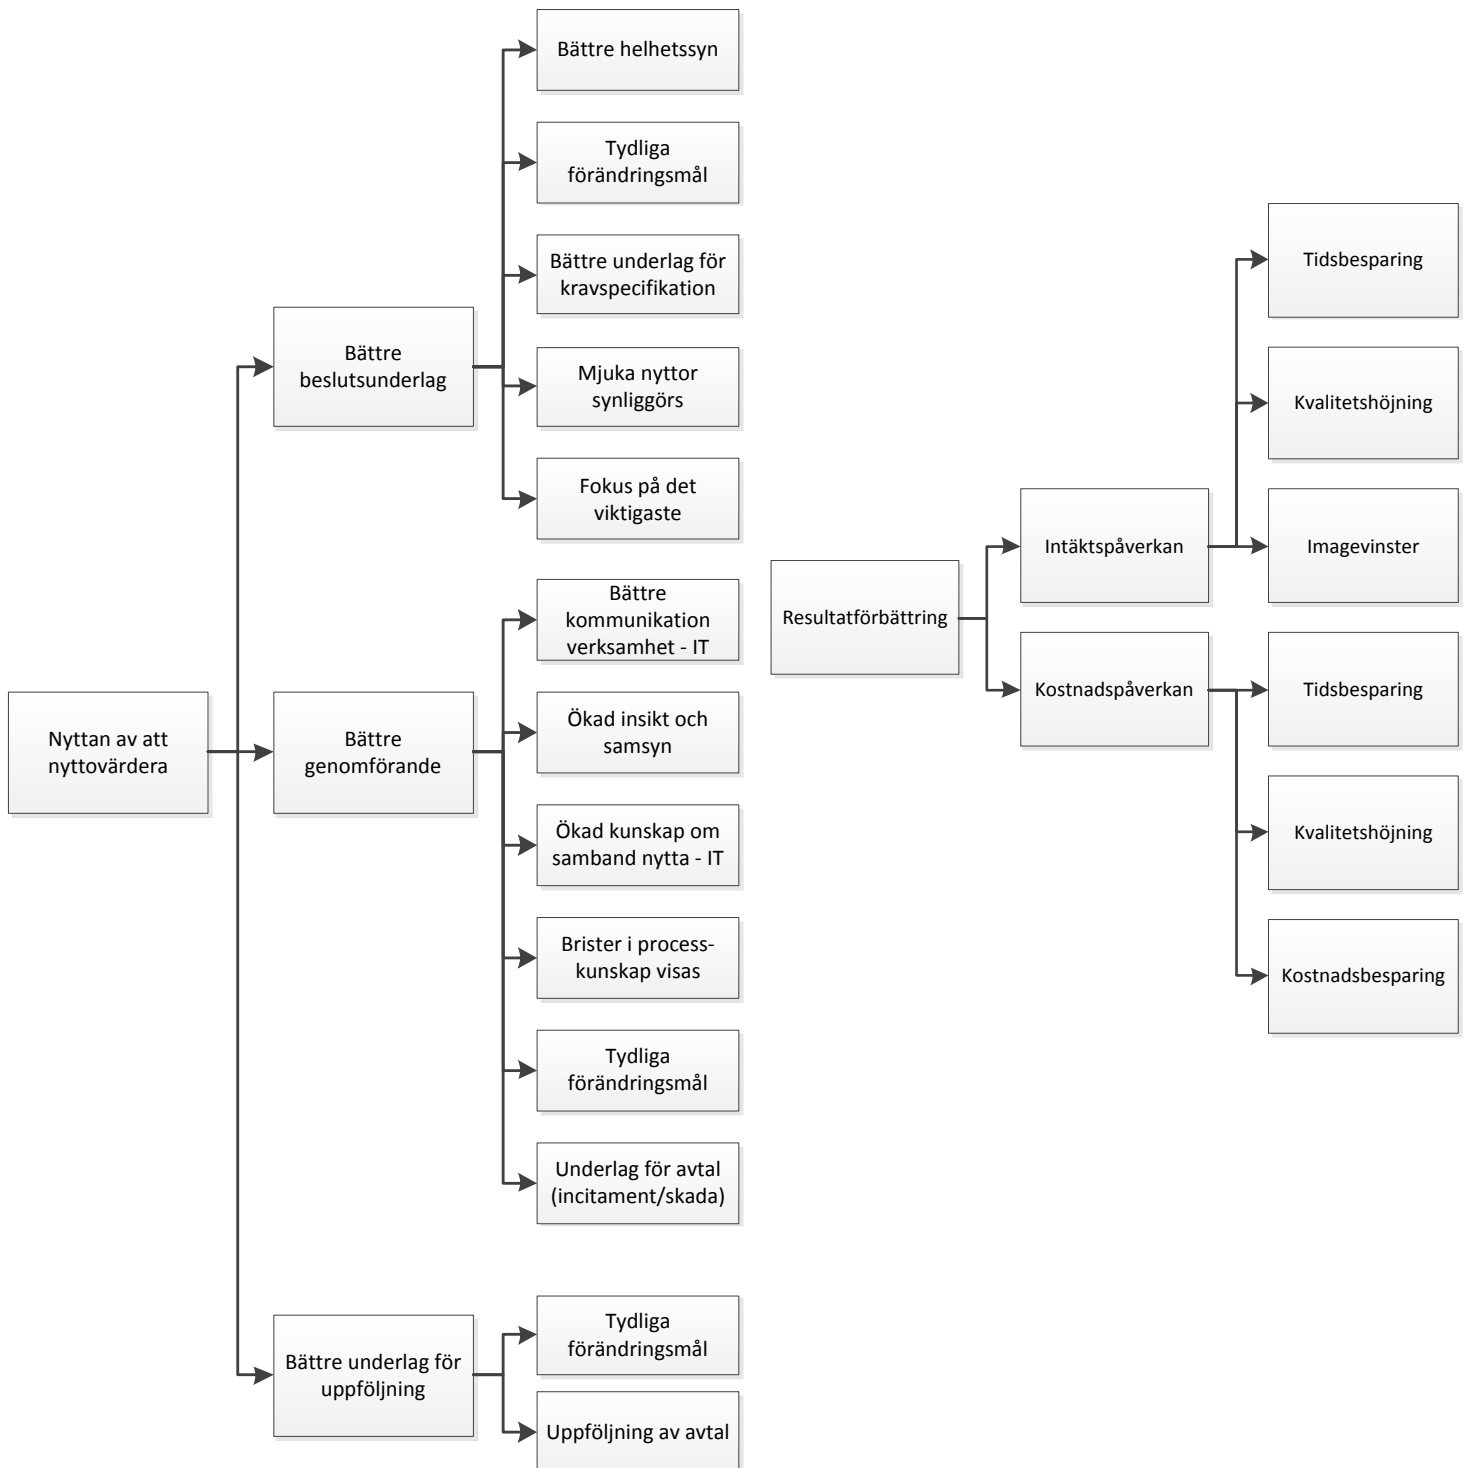 Nyttan av att
nyttovärdera
Bättre
beslutsunderlag
Bättre helhetssyn
Tydliga
förändringsmål
Bättre underlag för
kravspecifikation
Mjuka nyttor
synliggörs
Fokus på det
viktigaste
Bättre
genomförande
Bättre
kommunikation
verksamhet - IT
Ökad insikt och
samsyn
Ökad kunskap om
samband nytta - IT
Brister i process-
kunskap visas
Tydliga
förändringsmål
Underlag för avtal
(incitament/skada)
Bättre underlag för
uppföljning
Tydliga
förändringsmål
Uppföljning av avtal
Resultatförbättring
Intäktspåverkan
Tidsbesparing
Kvalitetshöjning
Imagevinster
Kostnadspåverkan
Tidsbesparing
Kvalitetshöjning
Kostnadsbesparing